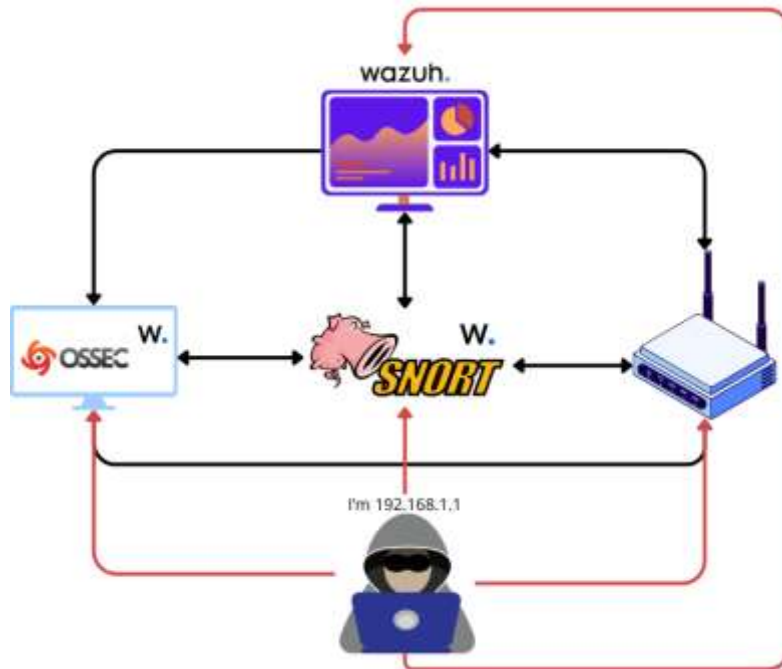 wazuh.
OSSEC
W.
W.
SNORT
I'm 192.168.1.1